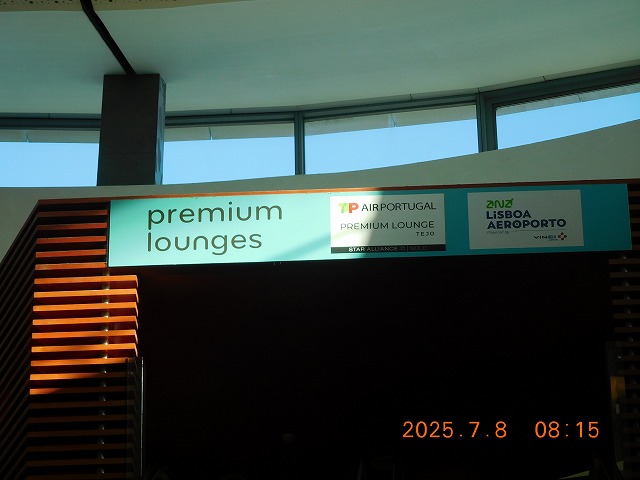 premium
lounges
TP AIRPORTUGAL
PREMIUM LOUNGE
TEJO
STAR ALLIANCE
ana
LISBOA
AEROPORTO
VINCI
2025.7.8 08:15